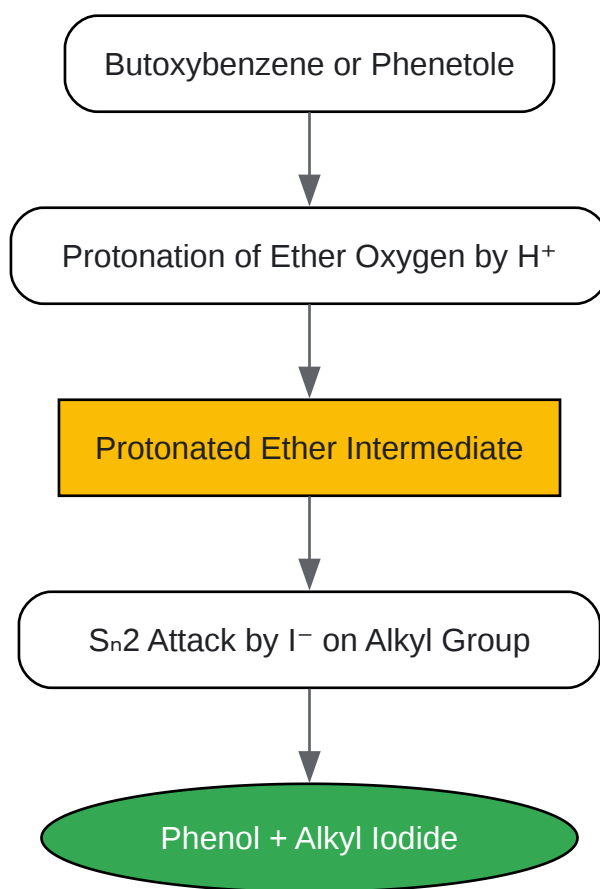 Butoxybenzene or Phenetole
Protonation of Ether Oxygen by H⁺
Protonated Ether Intermediate
Sₙ2 Attack by I⁻ on Alkyl Group
Phenol + Alkyl Iodide